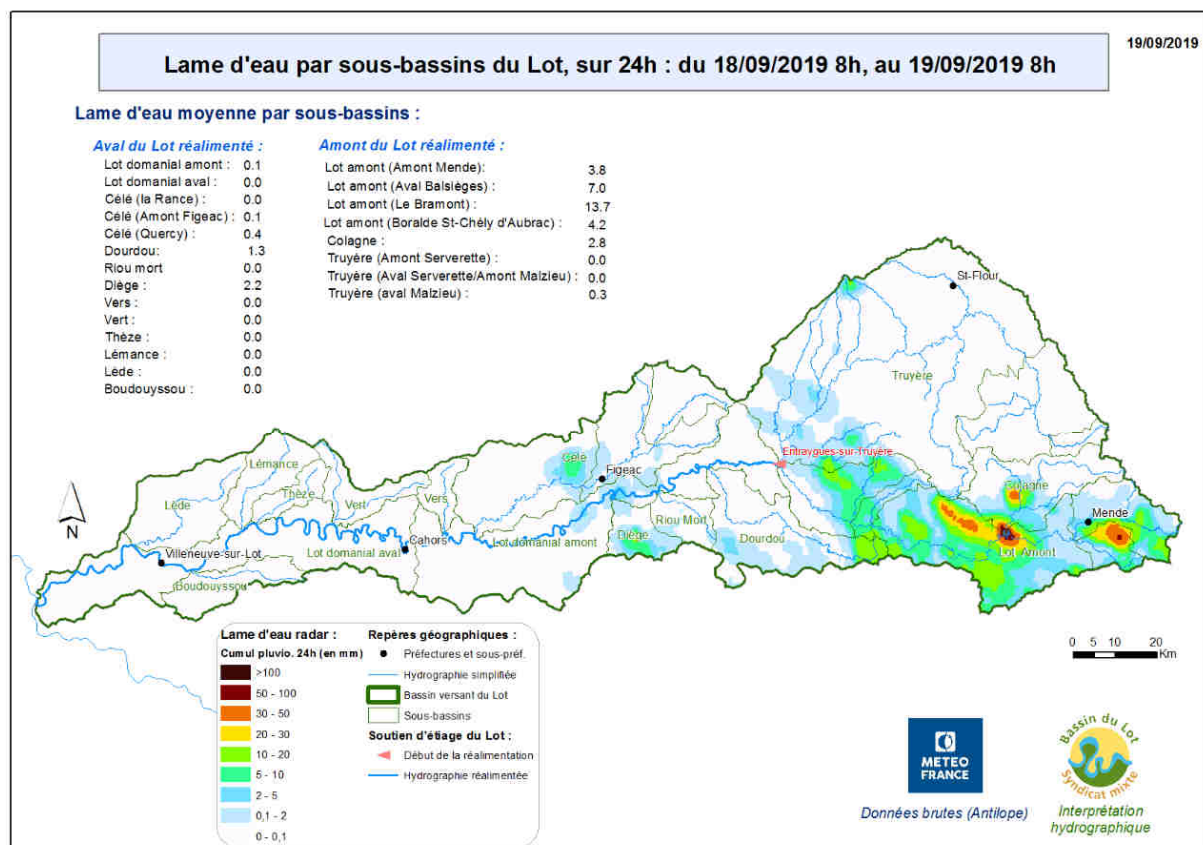 19/09/2019
Lame d'eau par sous-bassins du Lot, sur 24h : du 18/09/2019 8h, au 19/09/2019 8h
Lame d'eau moyenne par sous-bassins :
Aval du Lot réalimenté :
Lot domanial amont : 0.1
Lot domanial aval : 0.0
Célé (la Rance) : 0.0
Célé (Amont Figeac) : 0.1
Célé (Quercy) : 0.4
Dourdou: 1.3
Riou mort 0.0
Diège : 2.2
Vers : 0.0
Vert : 0.0
Thèze : 0.0
Lémance : 0.0
Lède : 0.0
Boudouyssou : 0.0
Amont du Lot réalimenté :
Lot amont (Amont Mende): 3.8
Lot amont (Aval Balsièges) : 7.0
Lot amont (Le Bramont) : 13.7
Lot amont (Boralde St-Chély d'Aubrac) : 4.2
Colagne : 2.8
Truyère (Amont Serverette) : 0.0
Truyère (Aval Serverette/Amont Malzieu) : 0.0
Truyère (aval Malzieu) : 0.3
St-Flour
Truyère
Entraygues-sur-Truyère
Célé
Figeac
Lémance
Thèze
Lède
Vert
Vers
Colagne
Mende
Riou Mort
Diège
Dourdou
Lot Amont
Cahors
Lot domanial amont
Lot domanial aval
Villeneuve-sur-Lot
Boudouyssou
N
Lame d'eau radar :
Cumul pluvio. 24h (en mm)
>100
50 - 100
30 - 50
20 - 30
10 - 20
5 - 10
2 - 5
0,1 - 2
0 - 0,1
Repères géographiques :
Préfectures et sous-préf.
Hydrographie simplifiée
Bassin versant du Lot
Sous-bassins
Soutien d'étiage du Lot :
Début de la réalimentation
Hydrographie réalimentée
0 5 10 20
Km
METEO
FRANCE
Données brutes (Antilope)
Bassin du Lot
Syndicat mixte
Interprétation
hydrographique